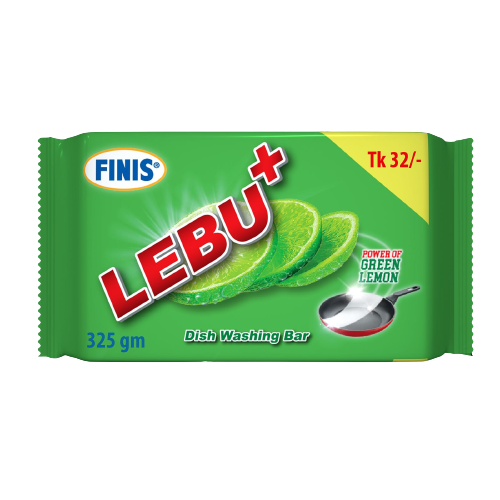 FINIS®
Tk 32/-
LEBU+
POWER OF
GREEN
LEMON
325 gm
Dish Washing Bar